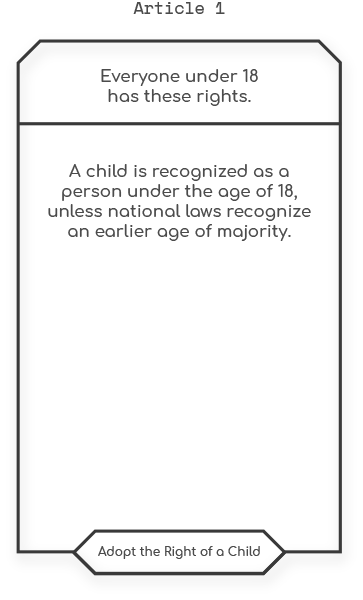 Article 1
Everyone under 18
has these rights.
A child is recognized as a
person under the age of 18,
unless national laws recognize
an earlier age of majority.
Adopt the Right of a Child